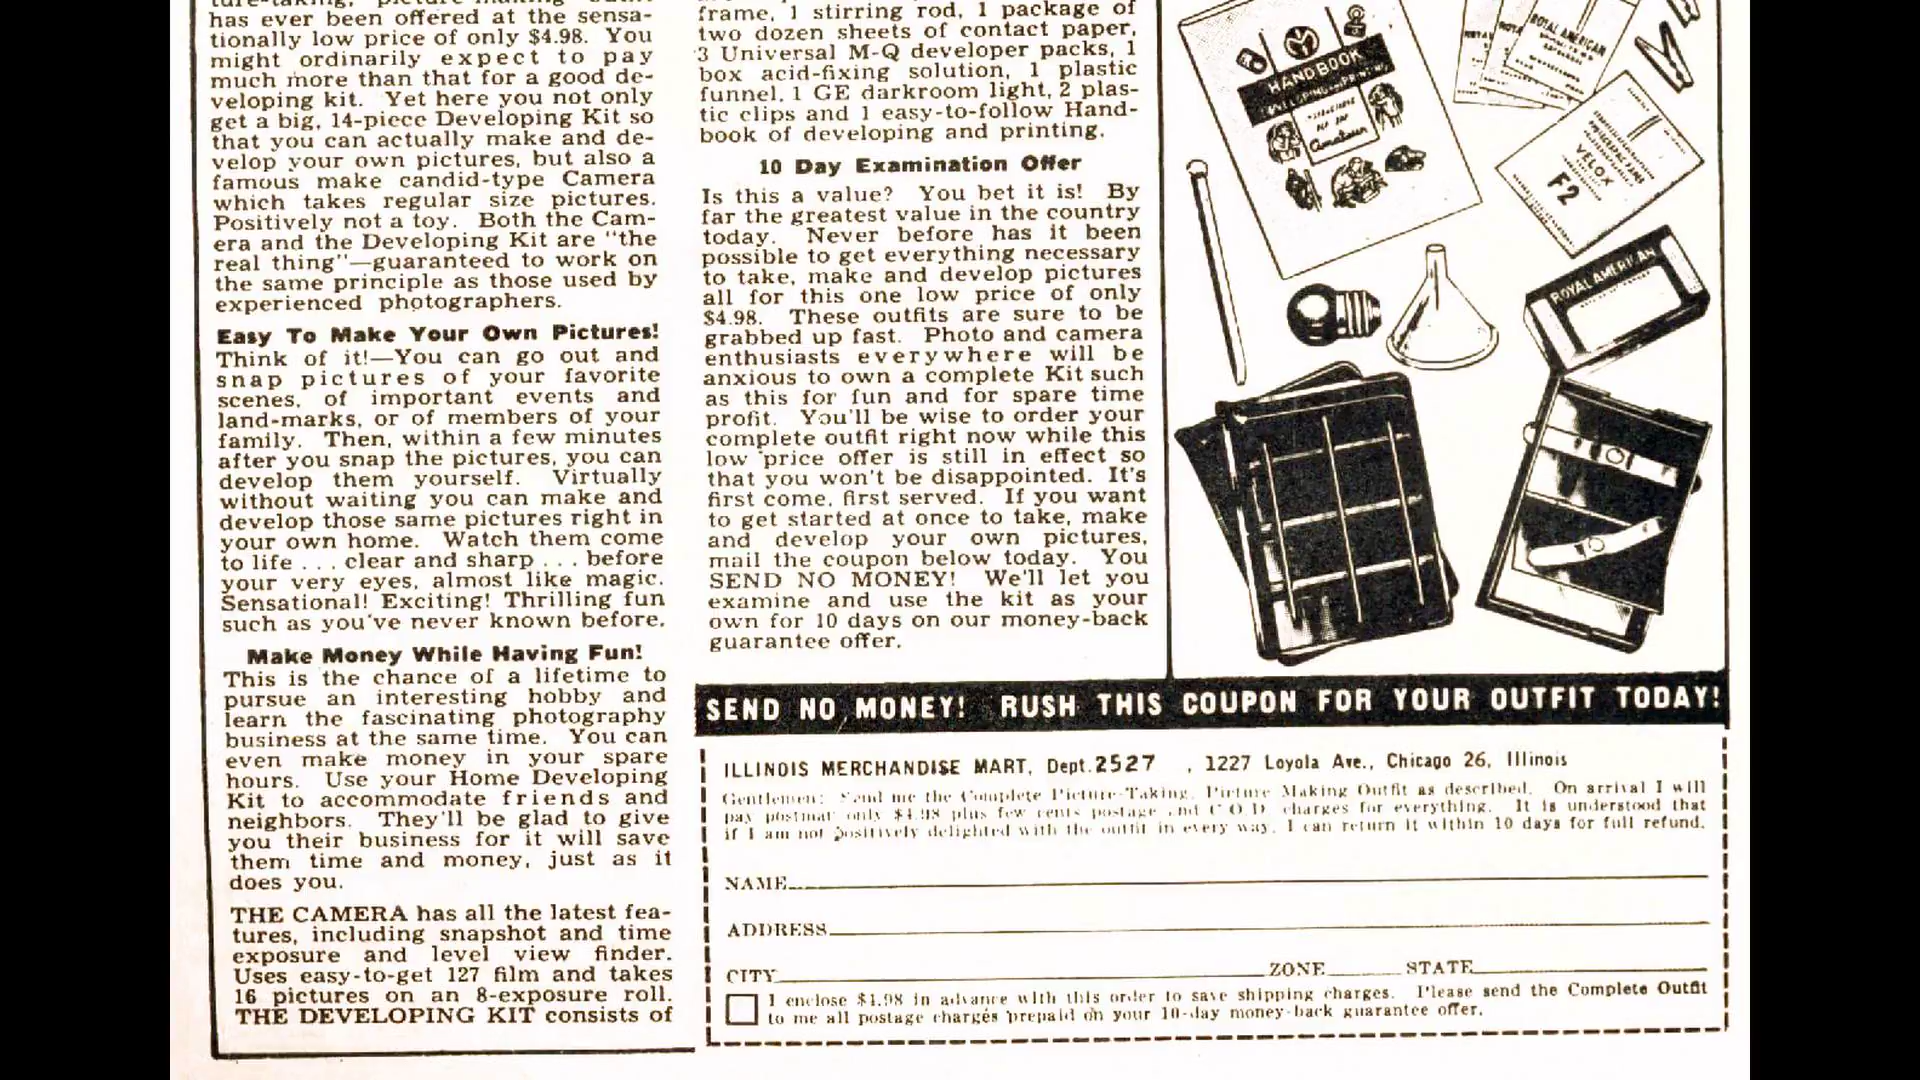 has ever been offered at the sensa-
tionally low price of only $4.98. You
might ordinarily expect to pay
much more than that for a good de-
veloping kit. Yet here you not only
get a big, 14-piece Developing Kit so
that you can actually make and de-
velop your own pictures, but also a
famous make candid-type Camera
which takes regular size pictures.
Positively not a toy. Both the Cam-
era and the Developing Kit are "the
real thing"—guaranteed to work on
the same principle as those used by
experienced photographers.
Easy To Make Your Own Pictures!
Think of it!—You can go out and
snap pictures of your favorite
scenes, of important events and
land-marks, or of members of your
family. Then, within a few minutes
after you snap the pictures, you can
develop them yourself. Virtually
without waiting you can make and
develop those same pictures right in
your own home. Watch them come
to life . . . clear and sharp . . . before
your very eyes, almost like magic.
Sensational! Exciting! Thrilling fun
such as you've never known before.
Make Money While Having Fun!
This is the chance of a lifetime to
pursue an interesting hobby and
learn the fascinating photography
business at the same time. You can
even make money in your spare
hours. Use your Home Developing
Kit to accommodate friends and
neighbors. They'll be glad to give
you their business for it will save
them time and money, just as it
does you.
THE CAMERA has all the latest fea-
tures, including snapshot and time
exposure and level view finder.
Uses easy-to-get 127 film and takes
16 pictures on an 8-exposure roll.
THE DEVELOPING KIT consists of
frame, 1 stirring rod, 1 package of
two dozen sheets of contact paper,
3 Universal M-Q developer packs, 1
box acid-fixing solution, 1 plastic
funnel, 1 GE darkroom light, 2 plas-
tic clips and 1 easy-to-follow Hand-
book of developing and printing.
10 Day Examination Offer
Is this a value? You bet it is! By
far the greatest value in the country
today. Never before has it been
possible to get everything necessary
to take, make and develop pictures
all for this one low price of only
$4.98. These outfits are sure to be
grabbed up fast. Photo and camera
enthusiasts everywhere will be
anxious to own a complete Kit such
as this for fun and for spare time
profit. You'll be wise to order your
complete outfit right now while this
low price offer is still in effect so
that you won't be disappointed. It's
first come, first served. If you want
to get started at once to take, make
and develop your own pictures,
mail the coupon below today. You
SEND NO MONEY! We'll let you
examine and use the kit as your
own for 10 days on our money-back
guarantee offer.
HANDBOOK
DEVELOPING & PRINTING
Amateur
ROYAL AMERICAN
VELOX
F2
ROYAL AMERICAN
SEND NO MONEY! RUSH THIS COUPON FOR YOUR OUTFIT TODAY!
ILLINOIS MERCHANDISE MART, Dept. 2527 , 1227 Loyola Ave., Chicago 26, Illinois
Gentlemen: Send me the Complete Picture-Taking, Picture Making Outfit as described. On arrival I will
pay postman only $4.98 plus few cents postage and C.O.D. charges for everything. It is understood that
if I am not positively delighted with the outfit in every way, I can return it within 10 days for full refund.
NAME
ADDRESS
CITY ZONE STATE
I enclose $4.98 in advance with this order to save shipping charges. Please send the Complete Outfit
to me all postage charges prepaid on your 10-day money-back guarantee offer.